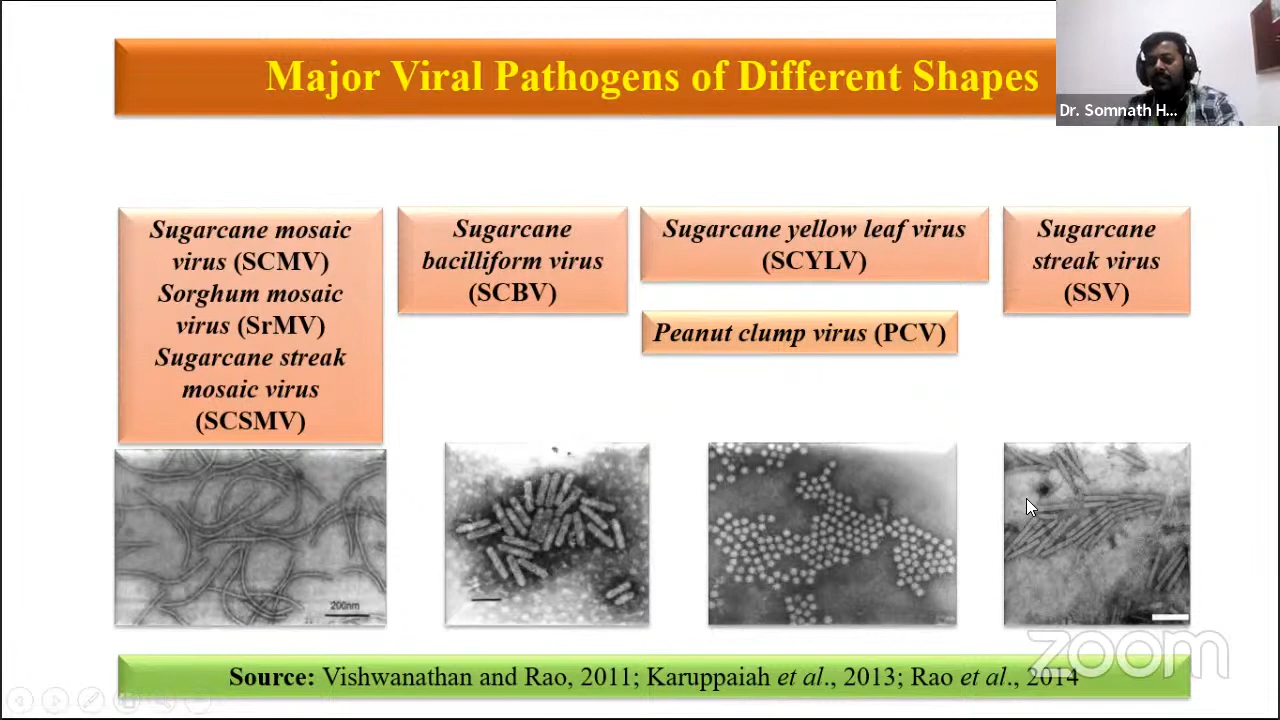 Major Viral Pathogens of Different Shapes
Dr. Somnath H...
Sugarcane mosaic
virus (SCMV)
Sorghum mosaic
virus (SrMV)
Sugarcane streak
mosaic virus
(SCSMV)
Sugarcane
bacilliform virus
(SCBV)
Sugarcane yellow leaf virus
(SCYLV)
Peanut clump virus (PCV)
Sugarcane
streak virus
(SSV)
200nm
zoom
Source: Vishwanathan and Rao, 2011; Karuppaiah et al., 2013; Rao et al., 2014